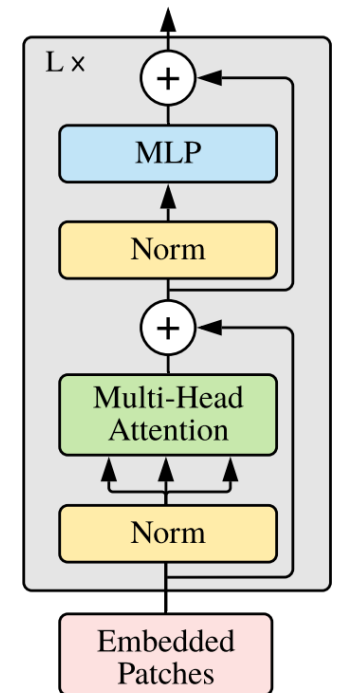 L ×
+
MLP
Norm
+
Multi-Head
Attention
Norm
Embedded
Patches